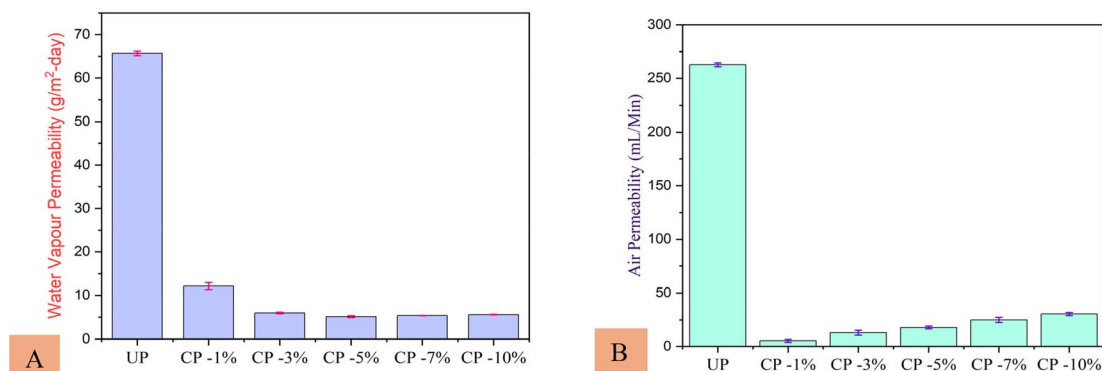 Water Vapour Permeability (g/m²-day)
70
60
50
40
30
20
10
0
UP CP -1% CP -3% CP -5% CP -7% CP -10%
A
Air Permeability (mL/Min)
300
250
200
150
100
50
0
UP CP -1% CP -3% CP -5% CP -7% CP -10%
B